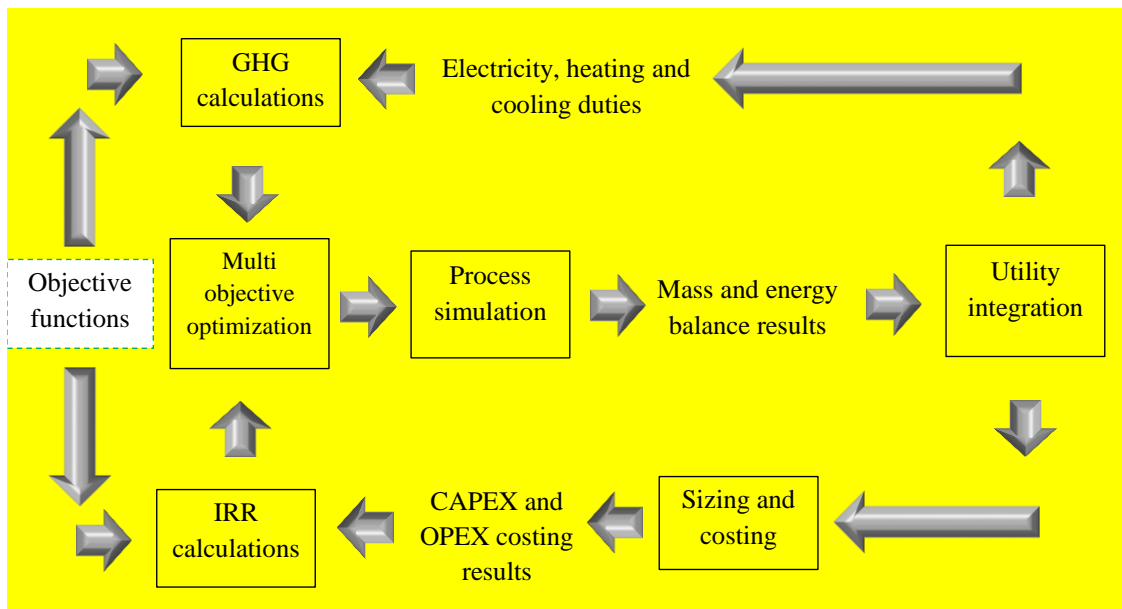 GHG
calculations
Electricity, heating and
cooling duties
Objective
functions
Multi
objective
optimization
Process
simulation
Mass and energy
balance results
Utility
integration
IRR
calculations
CAPEX and
OPEX costing
results
Sizing and
costing